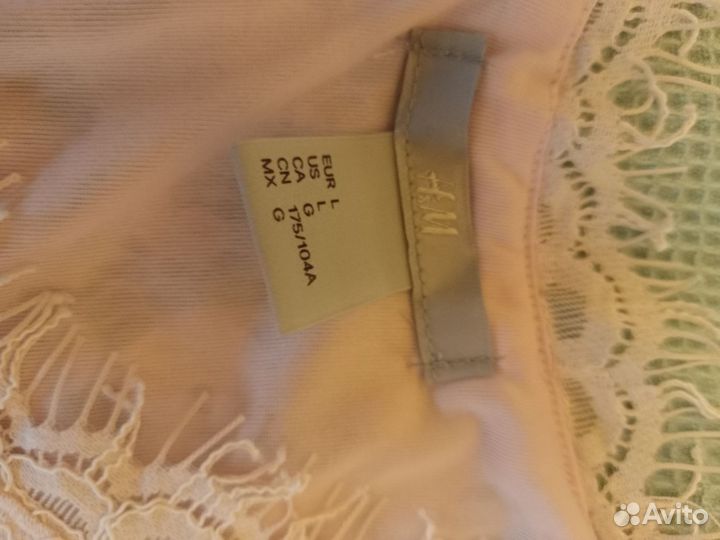 H&M
EUR L
US L
CA G
CN 175/104A
MX G
Avito